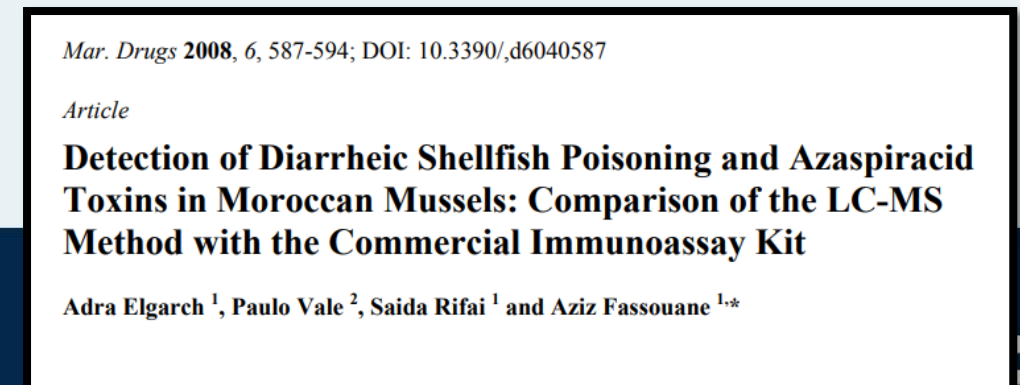 Mar. Drugs 2008, 6, 587-594; DOI: 10.3390/,d6040587
Article
Detection of Diarrheic Shellfish Poisoning and Azaspiracid
Toxins in Moroccan Mussels: Comparison of the LC-MS
Method with the Commercial Immunoassay Kit
Adra Elgarch 1, Paulo Vale 2, Saida Rifai 1 and Aziz Fassouane 1,*